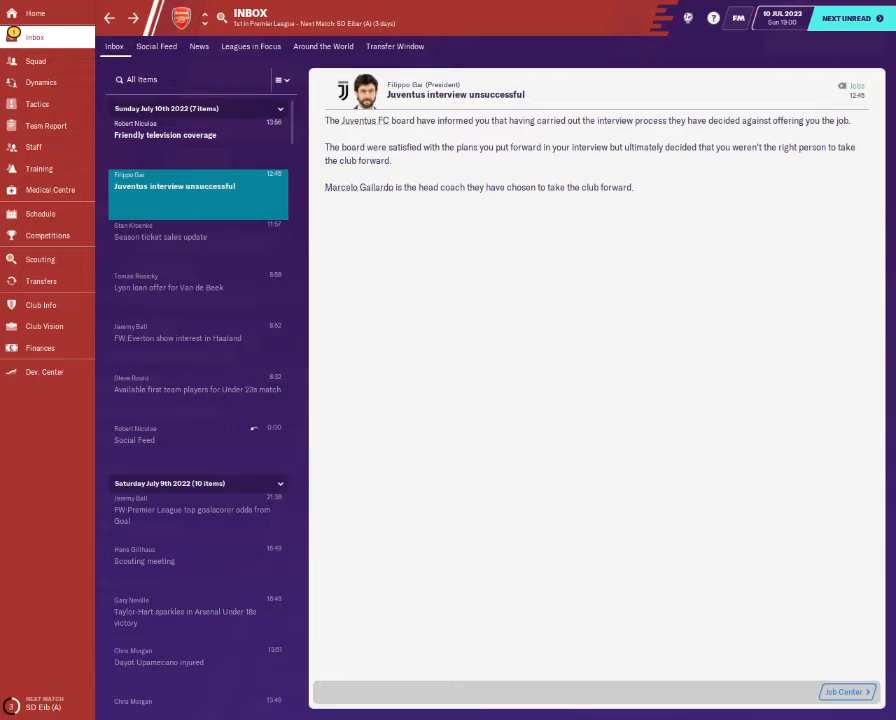 Home
Inbox
Squad
Dynamics
Tactics
Team Report
Staff
Training
Medical Centre
Schedule
Competitions
Scouting
Transfers
Club Info
Club Vision
Finances
Dev. Center
3
NEXT MATCH
SD Eib (A)
INBOX
1st in Premier League - Next Match: SD Eibar (A) (3 days)
?
FM
10 JUL 2022
Sun 19:00
NEXT UNREAD
Inbox
Social Feed
News
Leagues in Focus
Around the World
Transfer Window
All Items
Sunday July 10th 2022 (7 items)
Robert Niculae 13:56
Friendly television coverage
Filippo Gai 12:45
Juventus interview unsuccessful
Stan Kroenke 11:57
Season ticket sales update
Tomas Rosicky 8:58
Lyon loan offer for Van de Beek
Jeremy Ball 8:52
FW:Everton show interest in Haaland
Steve Bould 8:32
Available first team players for Under 23s match
Robert Niculae 0:00
Social Feed
Saturday July 9th 2022 (10 items)
Jeremy Ball 21:38
FW:Premier League top goalscorer odds from
Goal
Hans Gillhaus 16:49
Scouting meeting
Gary Neville 16:49
Taylor-Hart sparkles in Arsenal Under 18s
victory
Chris Morgan 13:51
Dayot Upamecano injured
Chris Morgan 13:49
Filippo Gai (President)
Juventus interview unsuccessful
Jobs
12:45
The Juventus FC board have informed you that having carried out the interview process they have decided against offering you the job.
The board were satisfied with the plans you put forward in your interview but ultimately decided that you weren't the right person to take
the club forward.
Marcelo Gallardo is the head coach they have chosen to take the club forward.
Job Center